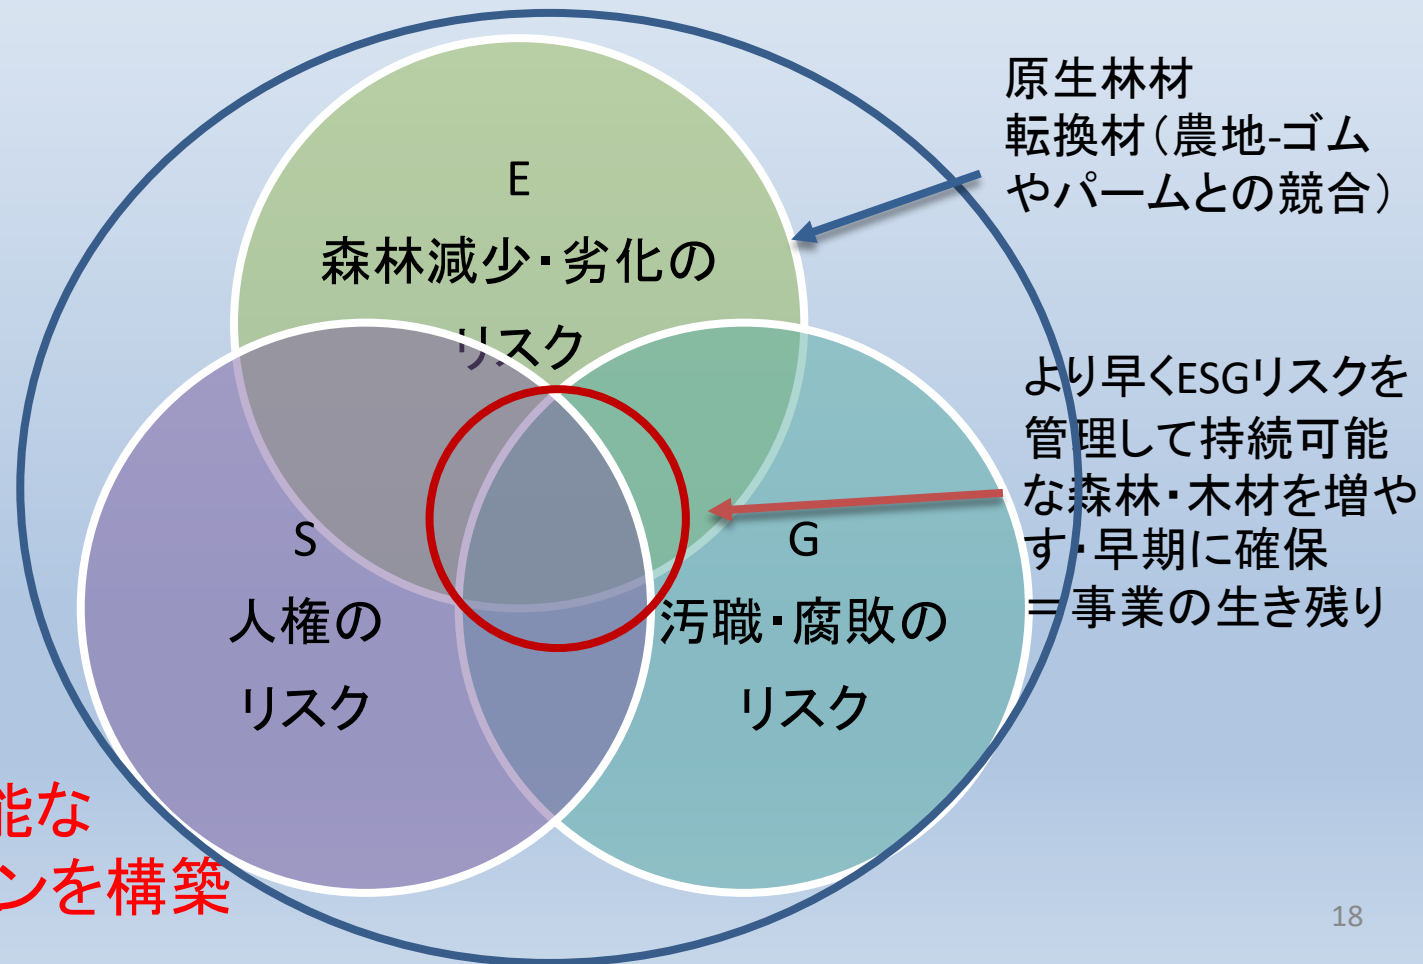 原生林材
転換材（農地-ゴム
やパームとの競合）
E
森林減少・劣化の
リスク
より早くESGリスクを
管理して持続可能
な森林・木材を増や
す・早期に確保
＝事業の生き残り
S
人権の
リスク
G
汚職・腐敗の
リスク
能な
ンを構築
18